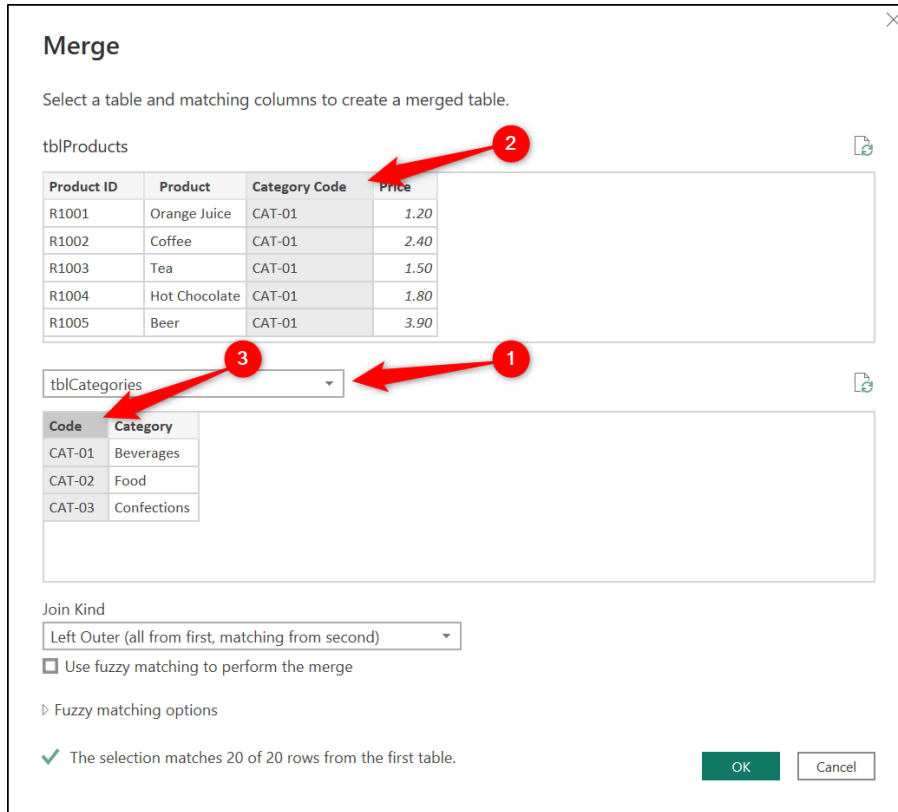 Merge
Select a table and matching columns to create a merged table.
2
tblProducts
Product ID Product Category Code Price
R1001 Orange Juice CAT-01 1.20
R1002 Coffee CAT-01 2.40
R1003 Tea CAT-01 1.50
R1004 Hot Chocolate CAT-01 1.80
R1005 Beer CAT-01 3.90
3 1
tblCategories
Code Category
CAT-01 Beverages
CAT-02 Food
CAT-03 Confections
Join Kind
Left Outer (all from first, matching from second)
Use fuzzy matching to perform the merge
Fuzzy matching options
The selection matches 20 of 20 rows from the first table.
OK Cancel